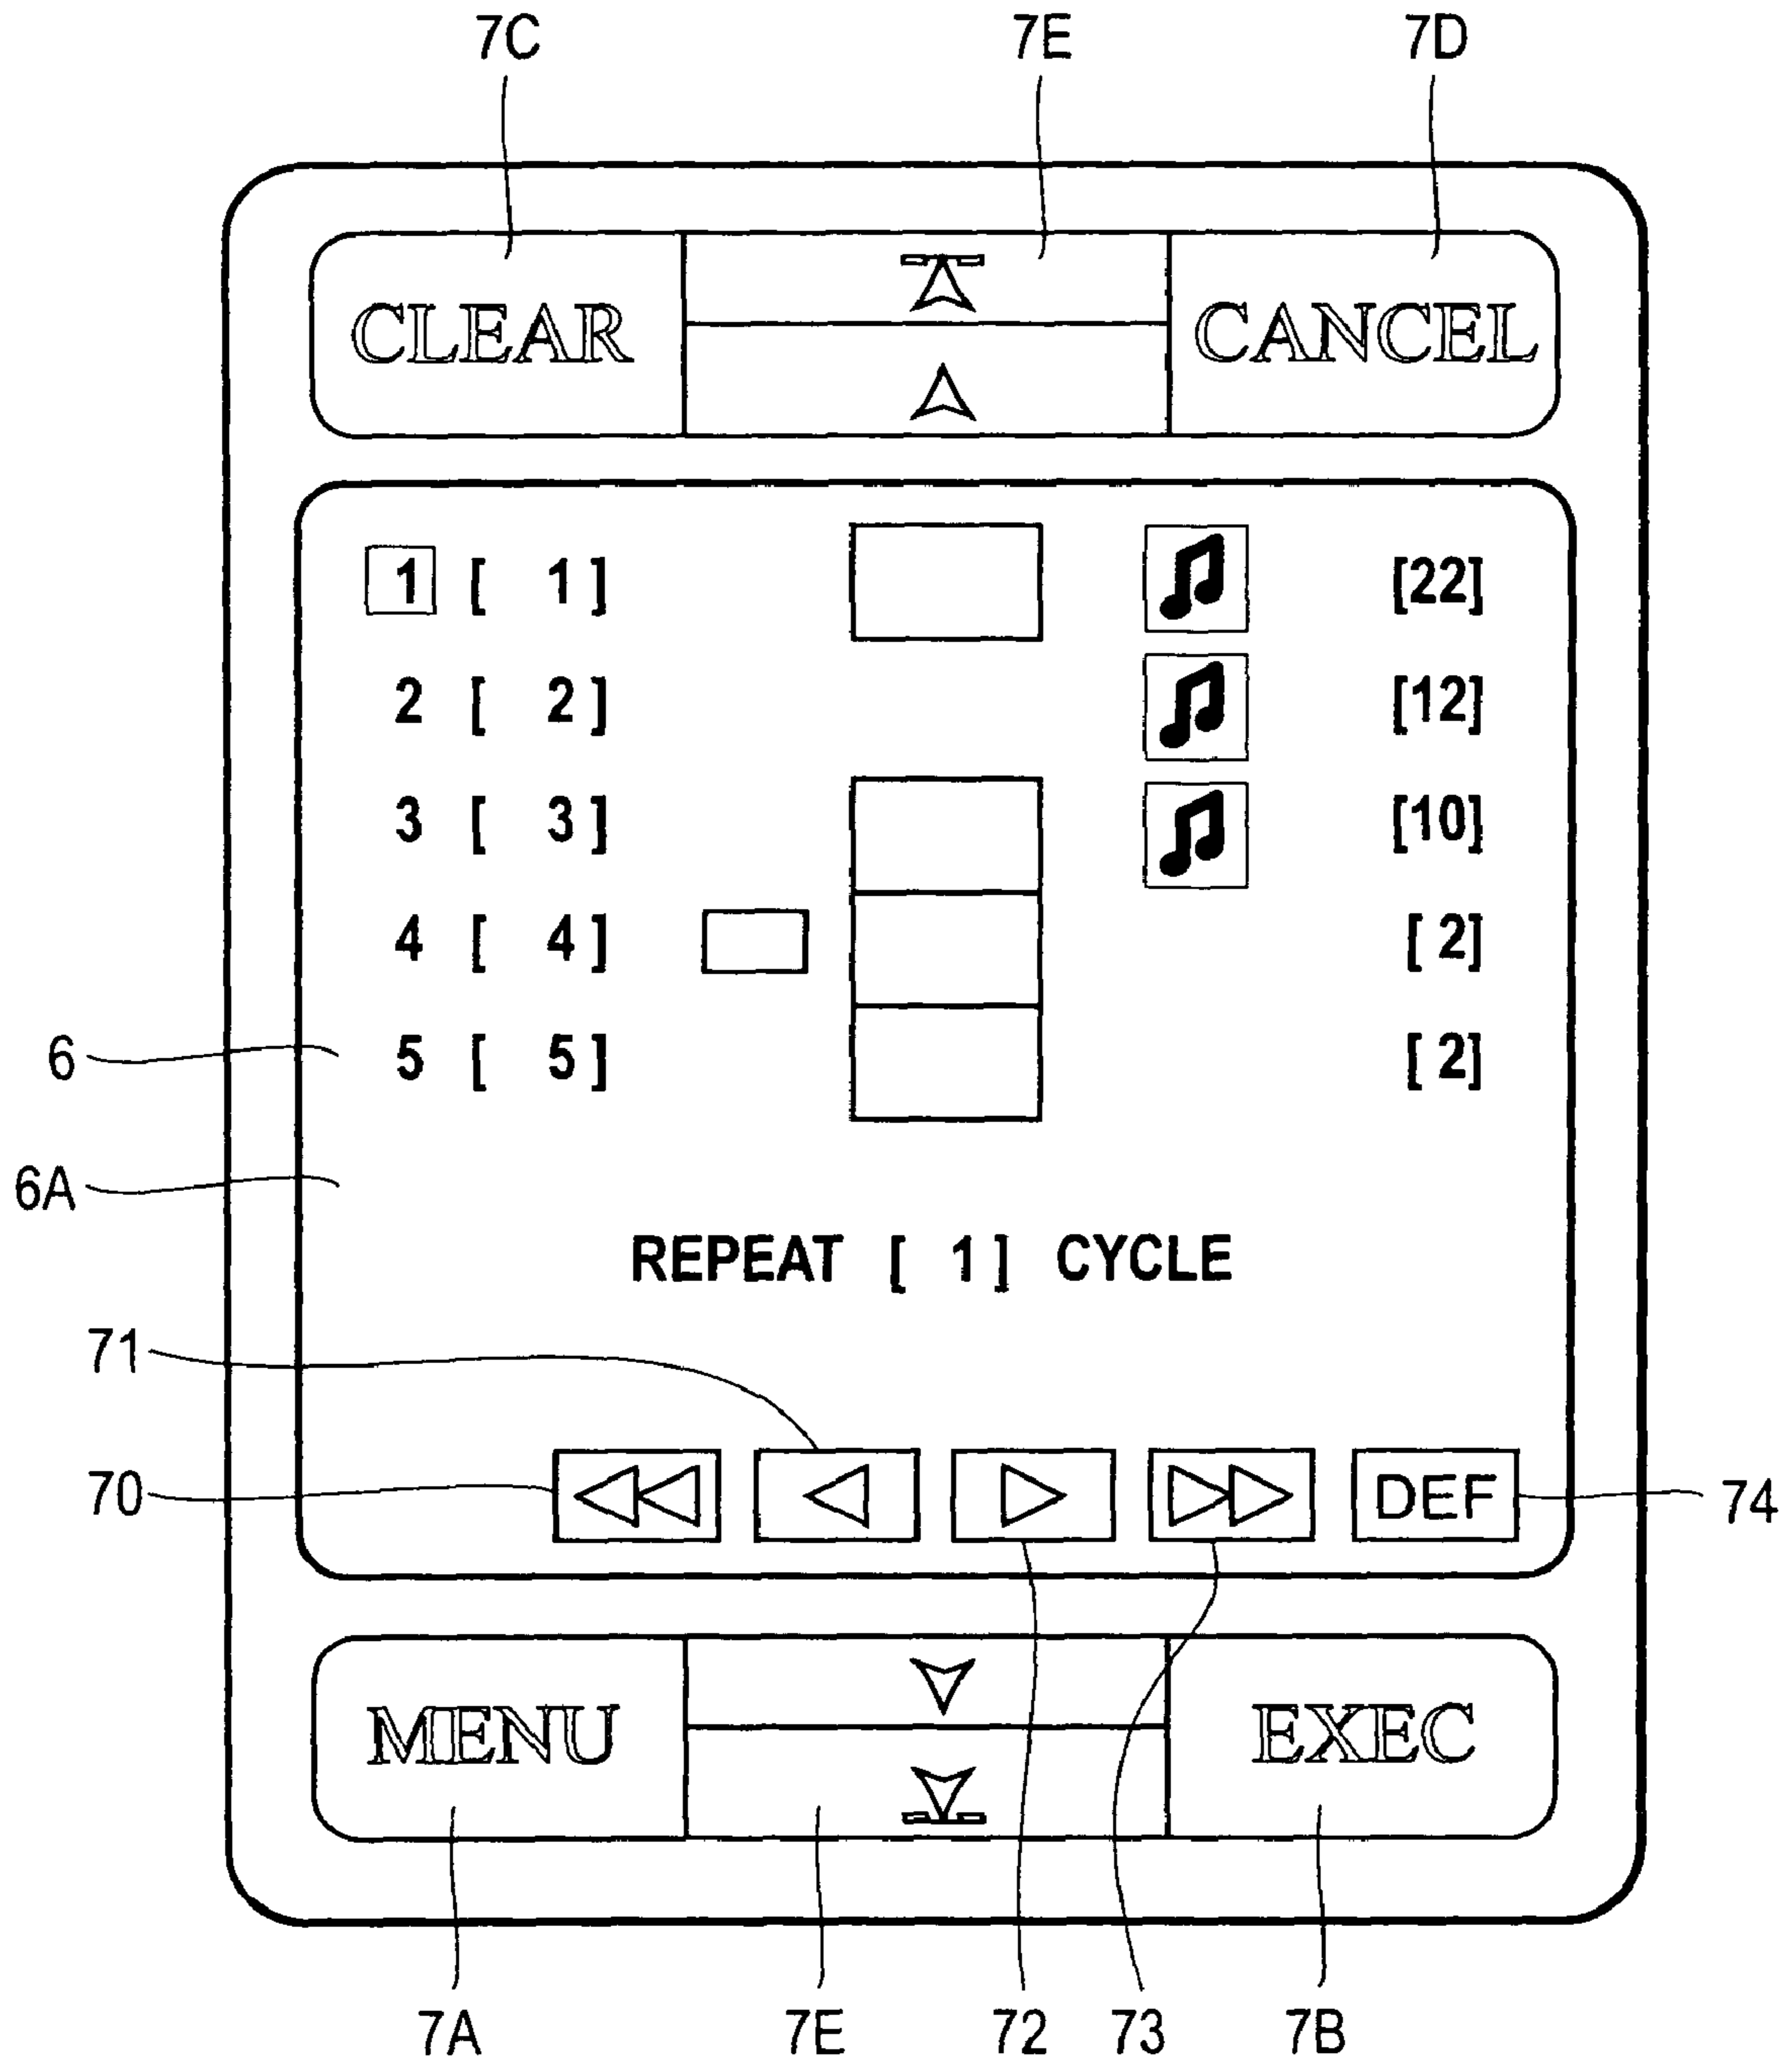 7C 7E 7D
CLEAR CANCEL
1 [ 1 ] [22]
2 [ 2 ] [12]
3 [ 3 ] [10]
4 [ 4 ] [ 2]
6 5 [ 5 ] [ 2]
6A
REPEAT [ 1 ] CYCLE
71
70 DEF 74
MENU EXEC
7A 7E 72 73 7B